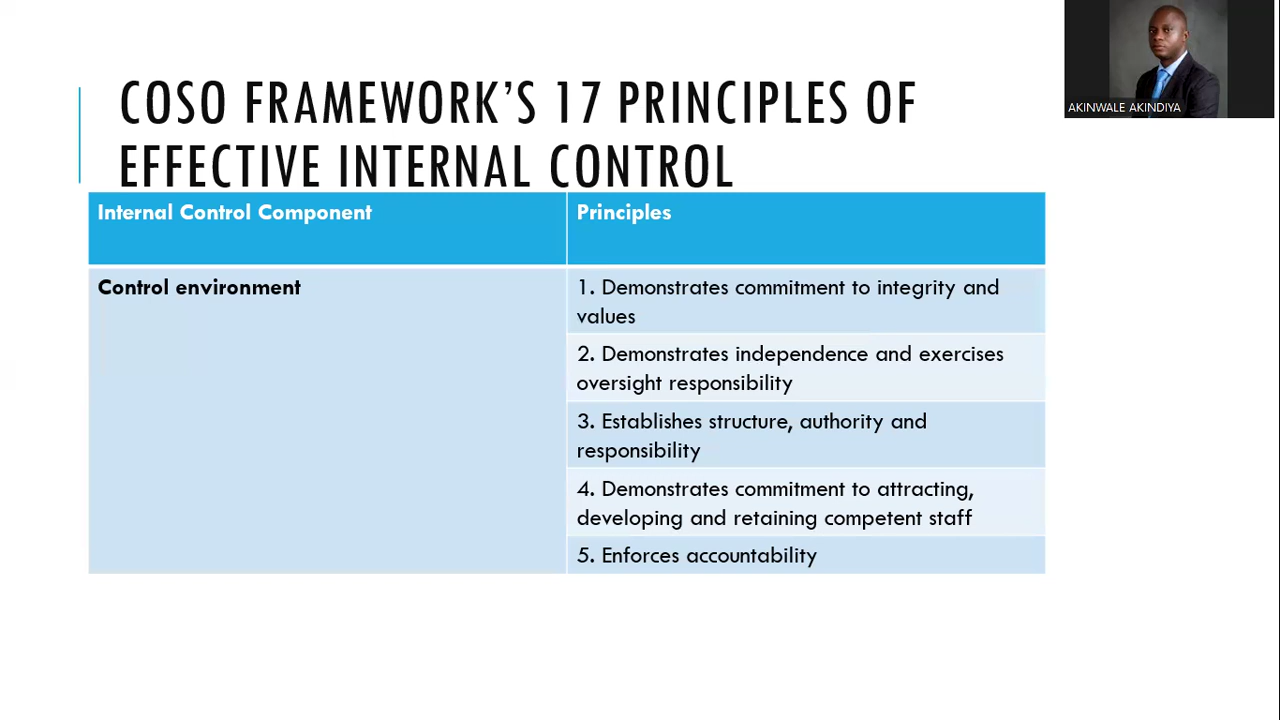 COSO FRAMEWORK'S 17 PRINCIPLES OF
EFFECTIVE INTERNAL CONTROL
AKINWALE AKINDIYA
Internal Control Component
Principles
Control environment
1. Demonstrates commitment to integrity and
values
2. Demonstrates independence and exercises
oversight responsibility
3. Establishes structure, authority and
responsibility
4. Demonstrates commitment to attracting,
developing and retaining competent staff
5. Enforces accountability